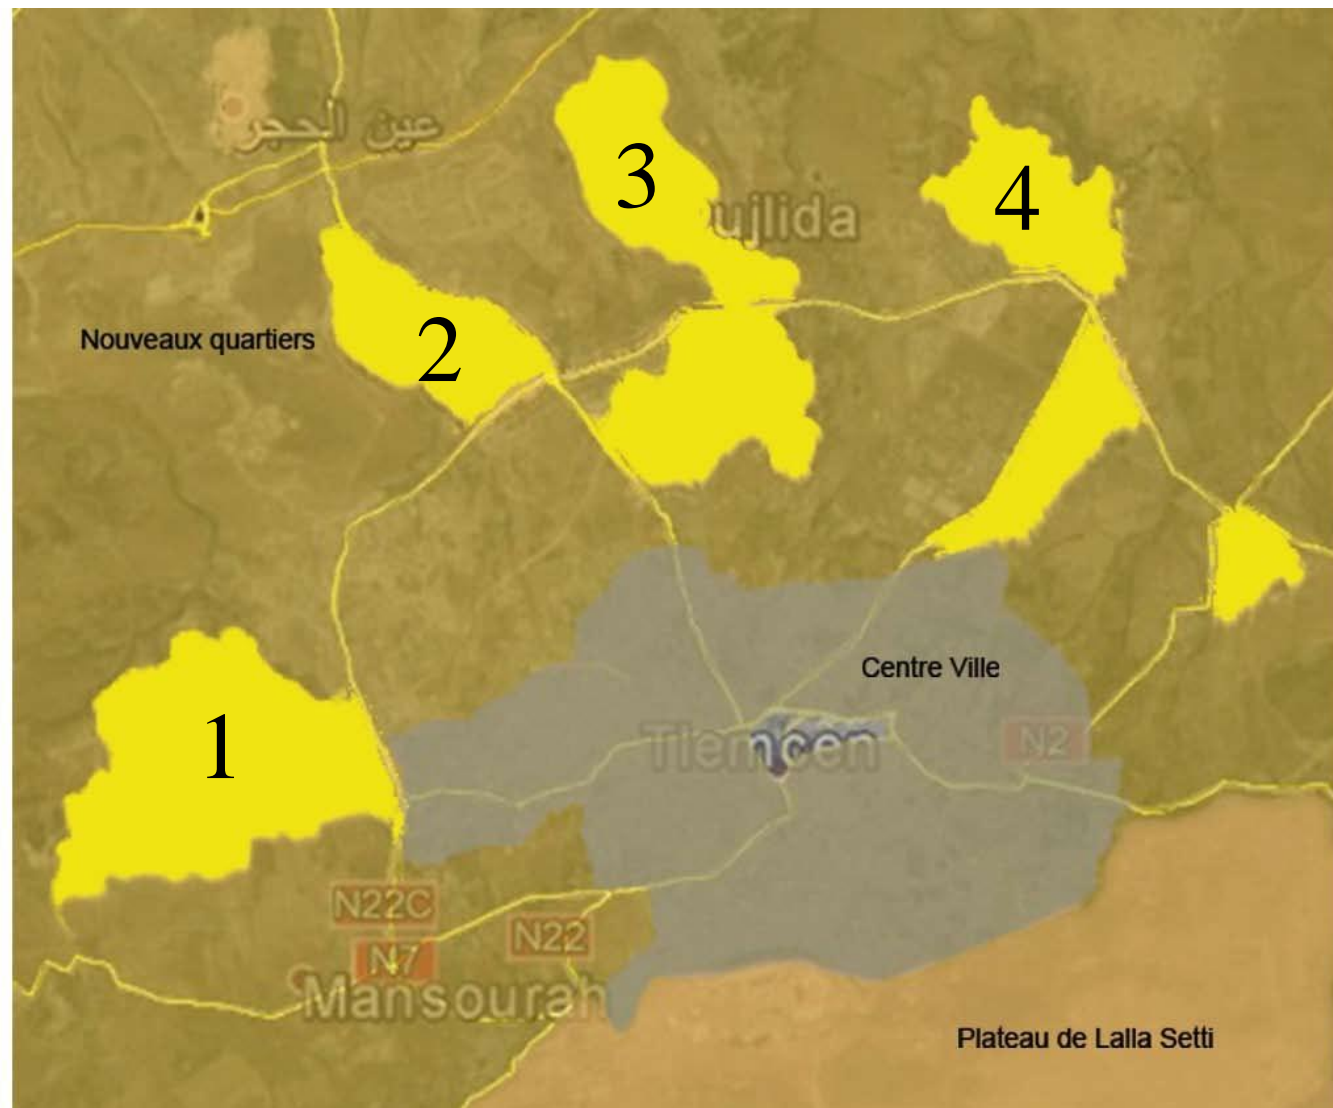 عين الحجر
3
4
ujlida
Nouveaux quartiers
2
Centre Ville
1
N2
N22C
N22
N7
Mansourah
Plateau de Lalla Setti